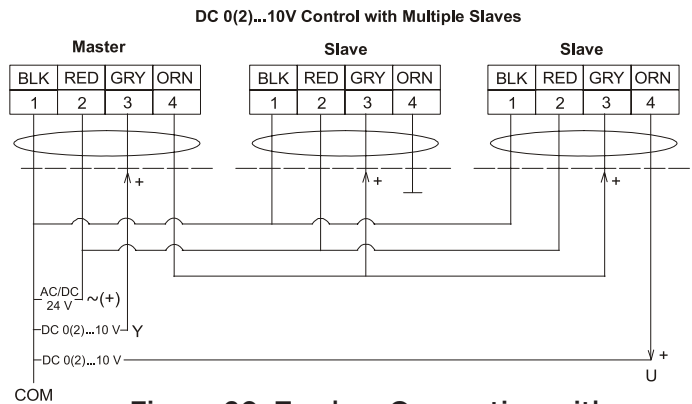 DC 0(2)...10V Control with Multiple Slaves
Master Slave Slave
BLK RED GRY ORN BLK RED GRY ORN BLK RED GRY ORN
1 2 3 4 1 2 3 4 1 2 3 4
+ + +
AC/DC
24 V ~(+)
DC 0(2)...10 V Y
DC 0(2)...10 V +
U
COM